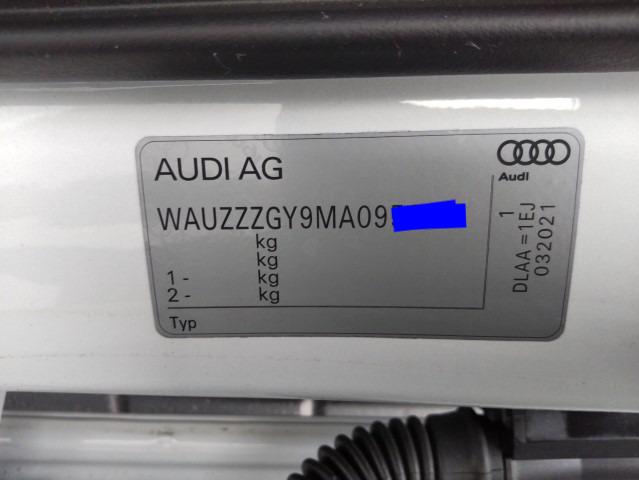 AUDI AG
WAUZZZGY9MA09
kg
kg
1 - kg
2 - kg
Typ
Audi
1
DLAA =1EJ
032021